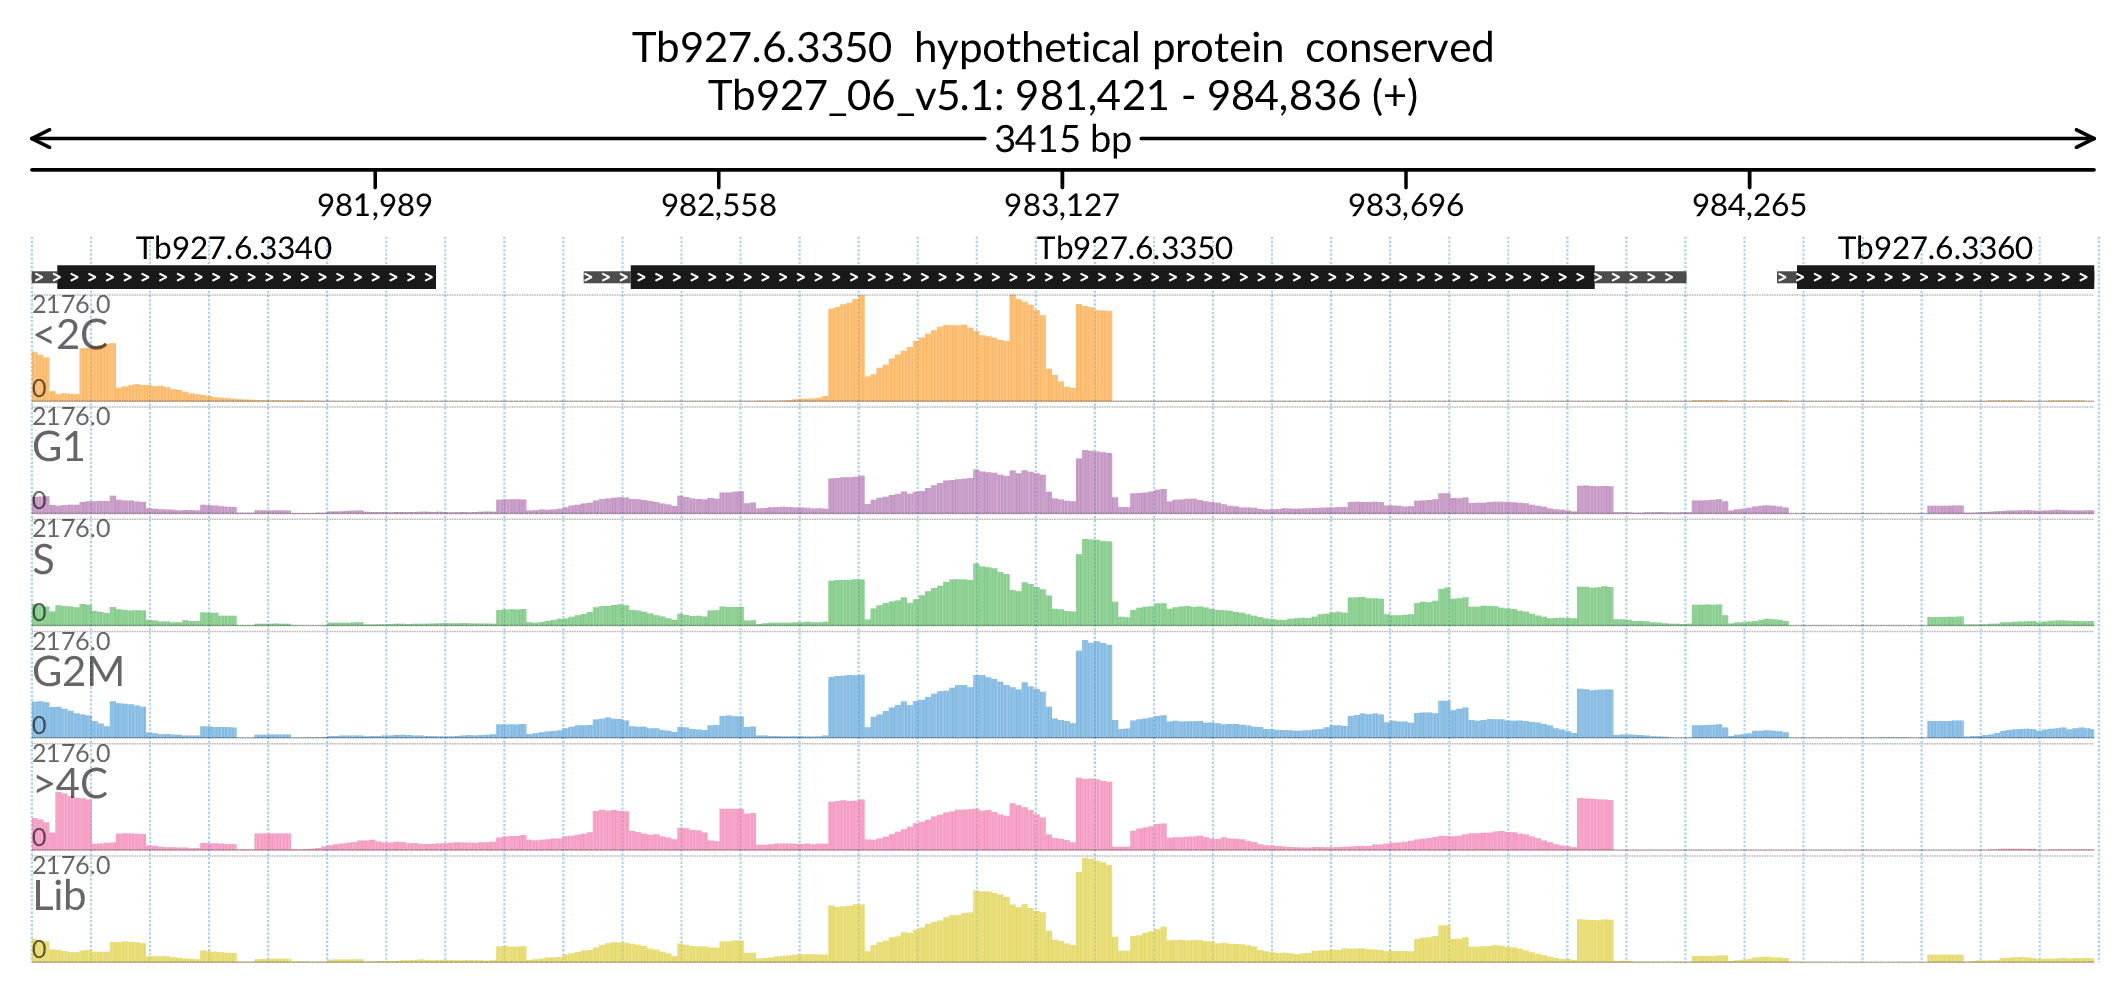 Tb927.6.3350  hypothetical protein  conserved
Tb927_06_v5.1: 981,421 - 984,836 (+)
3415 bp
981,989 982,558 983,127 983,696 984,265
Tb927.6.3340 Tb927.6.3350 Tb927.6.3360
2176.0
<2C
0
2176.0
G1
0
2176.0
S
0
2176.0
G2M
0
2176.0
>4C
0
2176.0
Lib
0